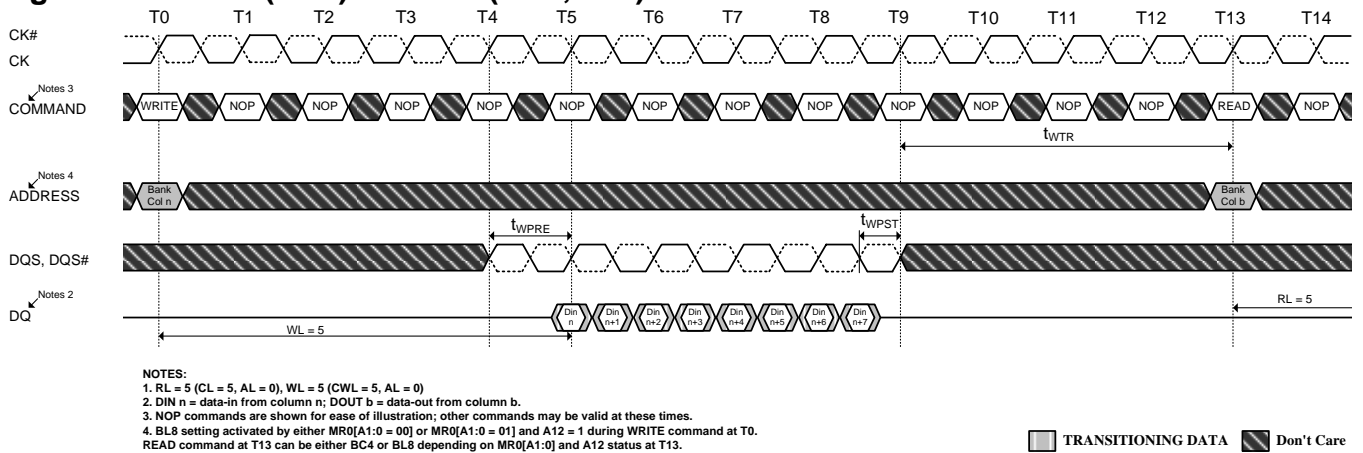 T0 T1 T2 T3 T4 T5 T6 T7 T8 T9 T10 T11 T12 T13 T14
CK#
CK
Notes 3
COMMAND
WRITE NOP NOP NOP NOP NOP NOP NOP NOP NOP NOP NOP NOP READ NOP
tWTR
Notes 4
ADDRESS
Bank Bank
Col n Col b
tWPRE tWPST
DQS, DQS#
Notes 2
DQ
Din Din Din Din Din Din Din Din
n n+1 n+2 n+3 n+4 n+5 n+6 n+7
RL = 5
WL = 5
NOTES:
1. RL = 5 (CL = 5, AL = 0), WL = 5 (CWL = 5, AL = 0)
2. DIN n = data-in from column n; DOUT b = data-out from column b.
3. NOP commands are shown for ease of illustration; other commands may be valid at these times.
4. BL8 setting activated by either MR0[A1:0 = 00] or MR0[A1:0 = 01] and A12 = 1 during WRITE command at T0.
READ command at T13 can be either BC4 or BL8 depending on MR0[A1:0] and A12 status at T13.
TRANSITIONING DATA Don't Care